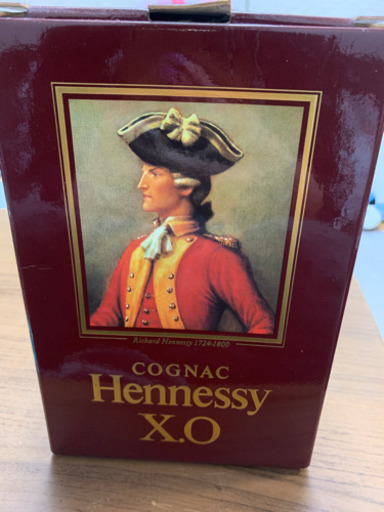 Richard Hennessy 1724-1800
COGNAC
Hennessy
X.O